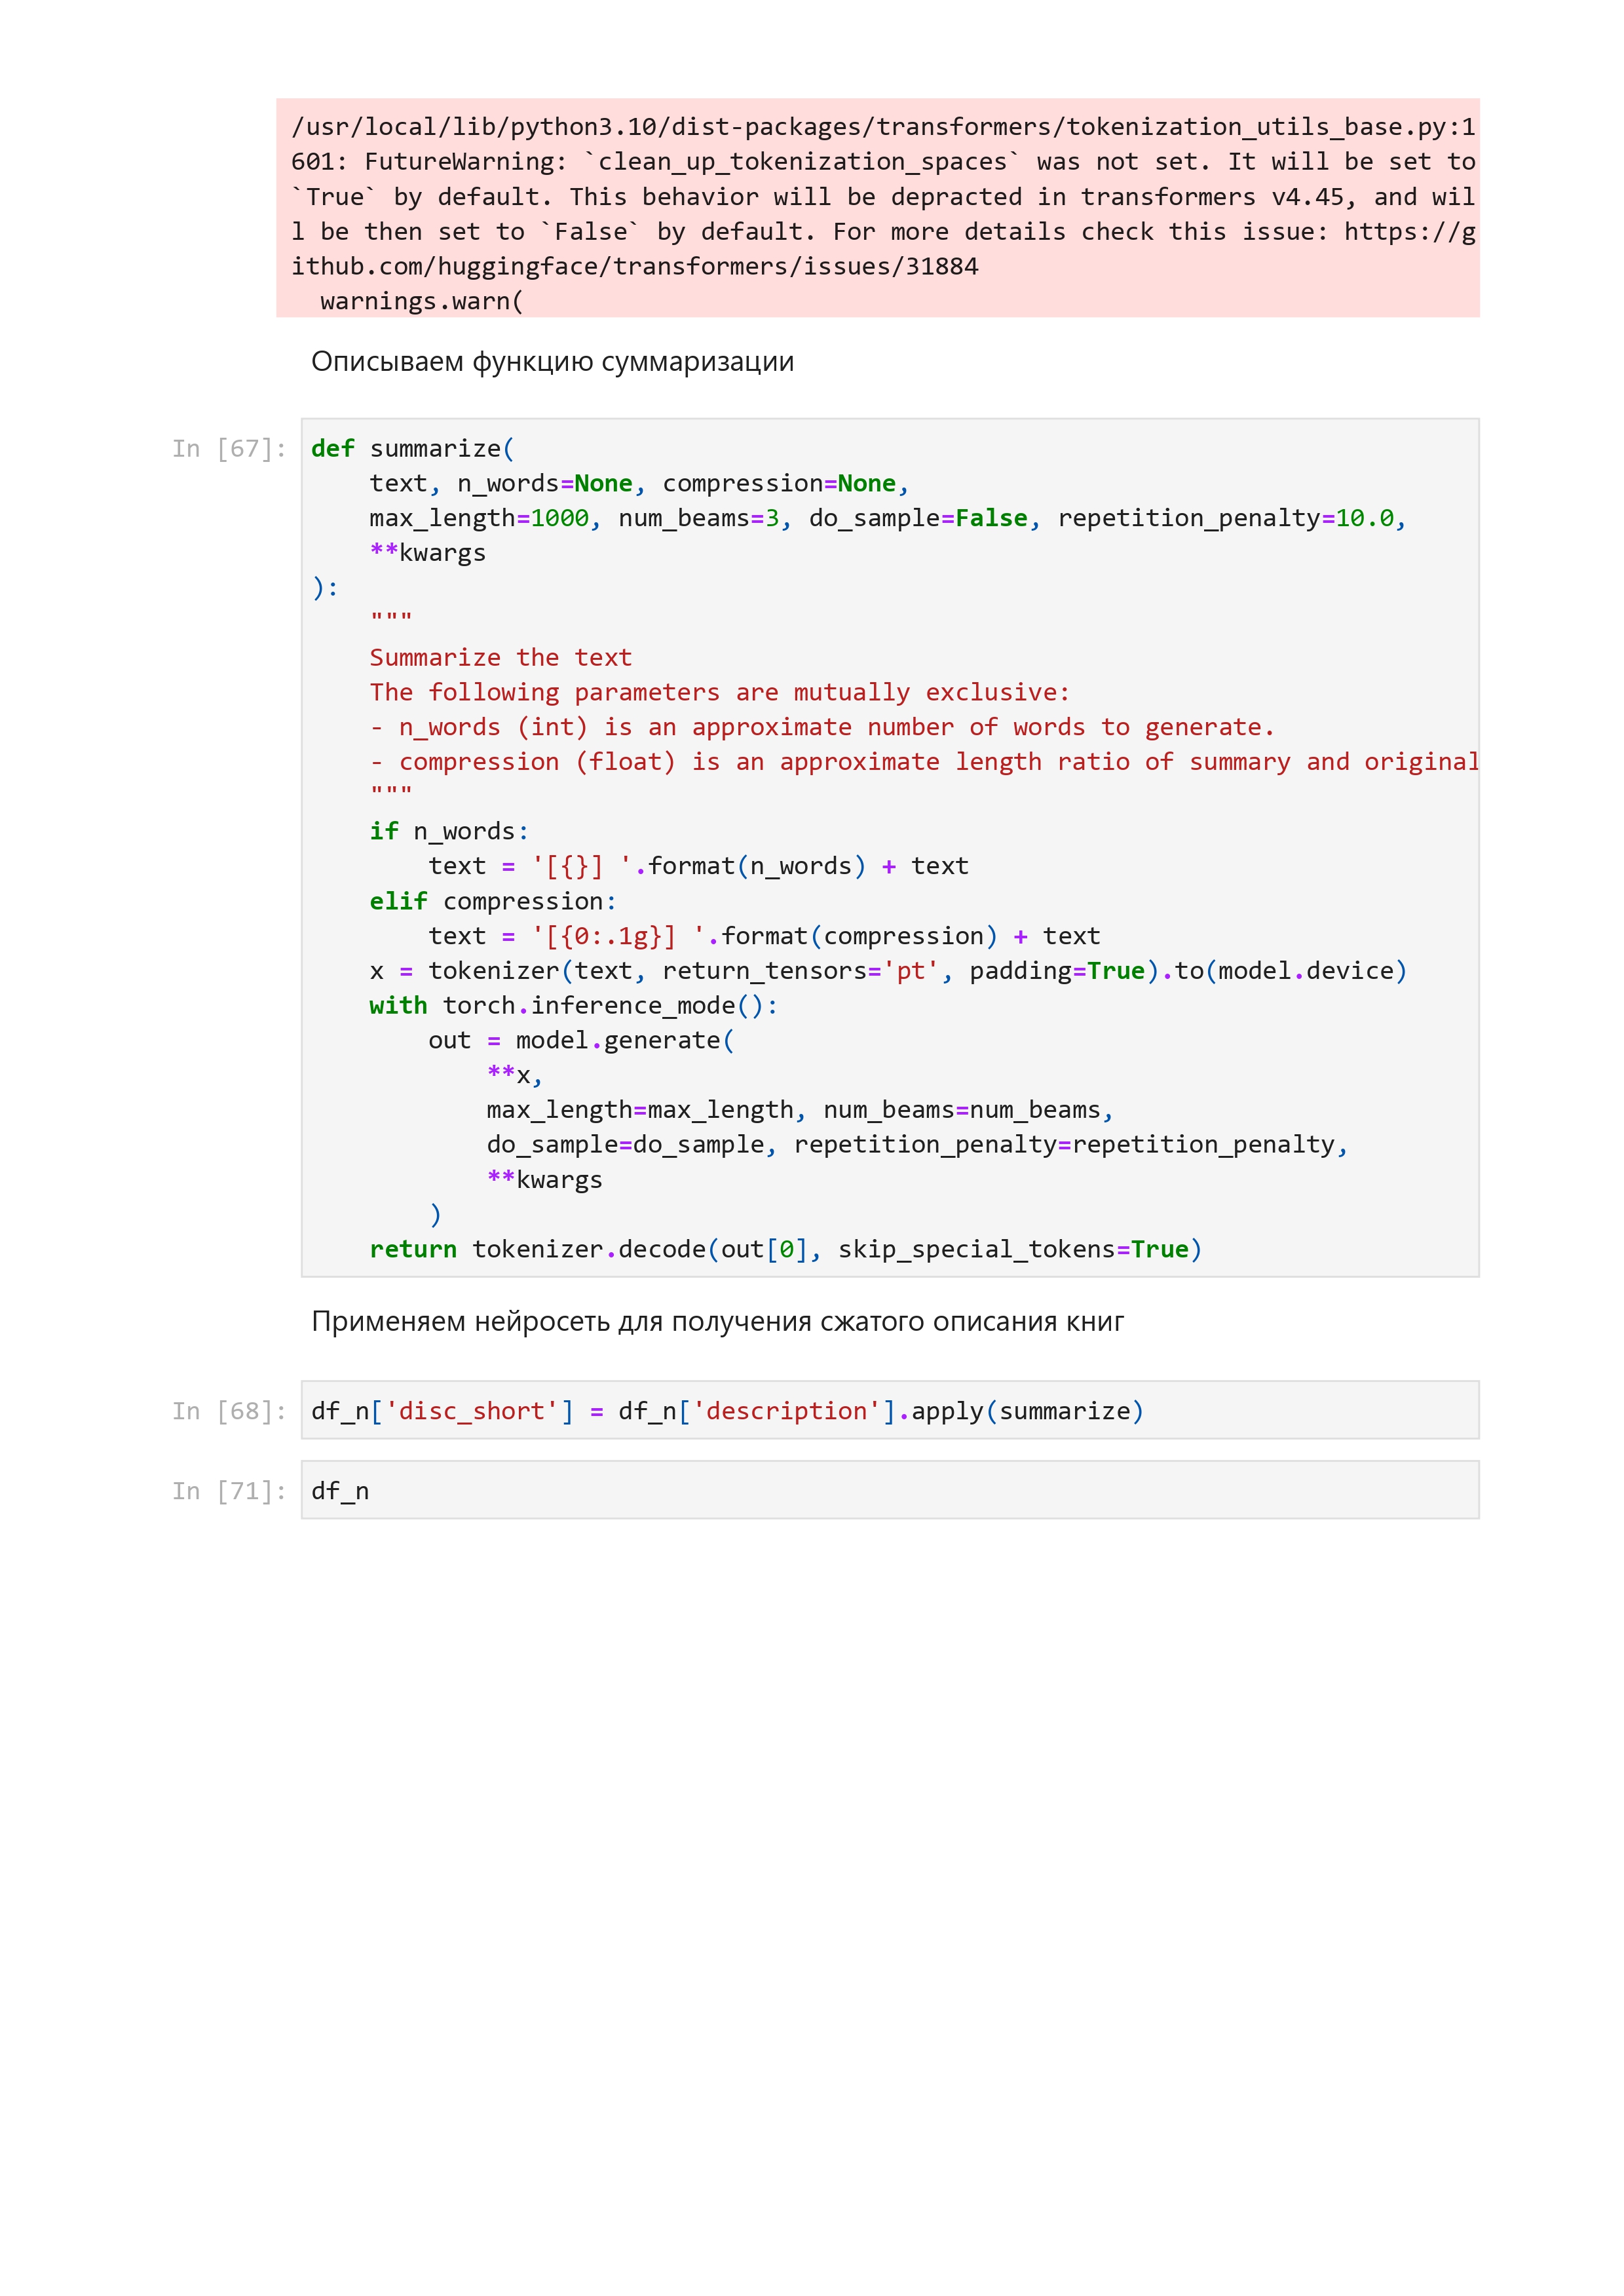 /usr/local/lib/python3.10/dist-packages/transformers/tokenization_utils_base.py:1
601: FutureWarning: `clean_up_tokenization_spaces` was not set. It will be set to
`True` by default. This behavior will be depracted in transformers v4.45, and wil
l be then set to `False` by default. For more details check this issue: https://g
ithub.com/huggingface/transformers/issues/31884
  warnings.warn(
Описываем функцию суммаризации
In [67]: def summarize(
    text, n_words=None, compression=None,
    max_length=1000, num_beams=3, do_sample=False, repetition_penalty=10.0,
    **kwargs
):
    """
    Summarize the text
    The following parameters are mutually exclusive:
    - n_words (int) is an approximate number of words to generate.
    - compression (float) is an approximate length ratio of summary and original
    """
    if n_words:
        text = '[{}] '.format(n_words) + text
    elif compression:
        text = '[{0:.1g}] '.format(compression) + text
    x = tokenizer(text, return_tensors='pt', padding=True).to(model.device)
    with torch.inference_mode():
        out = model.generate(
            **x,
            max_length=max_length, num_beams=num_beams,
            do_sample=do_sample, repetition_penalty=repetition_penalty,
            **kwargs
        )
    return tokenizer.decode(out[0], skip_special_tokens=True)
Применяем нейросеть для получения сжатого описания книг
In [68]: df_n['disc_short'] = df_n['description'].apply(summarize)
In [71]: df_n